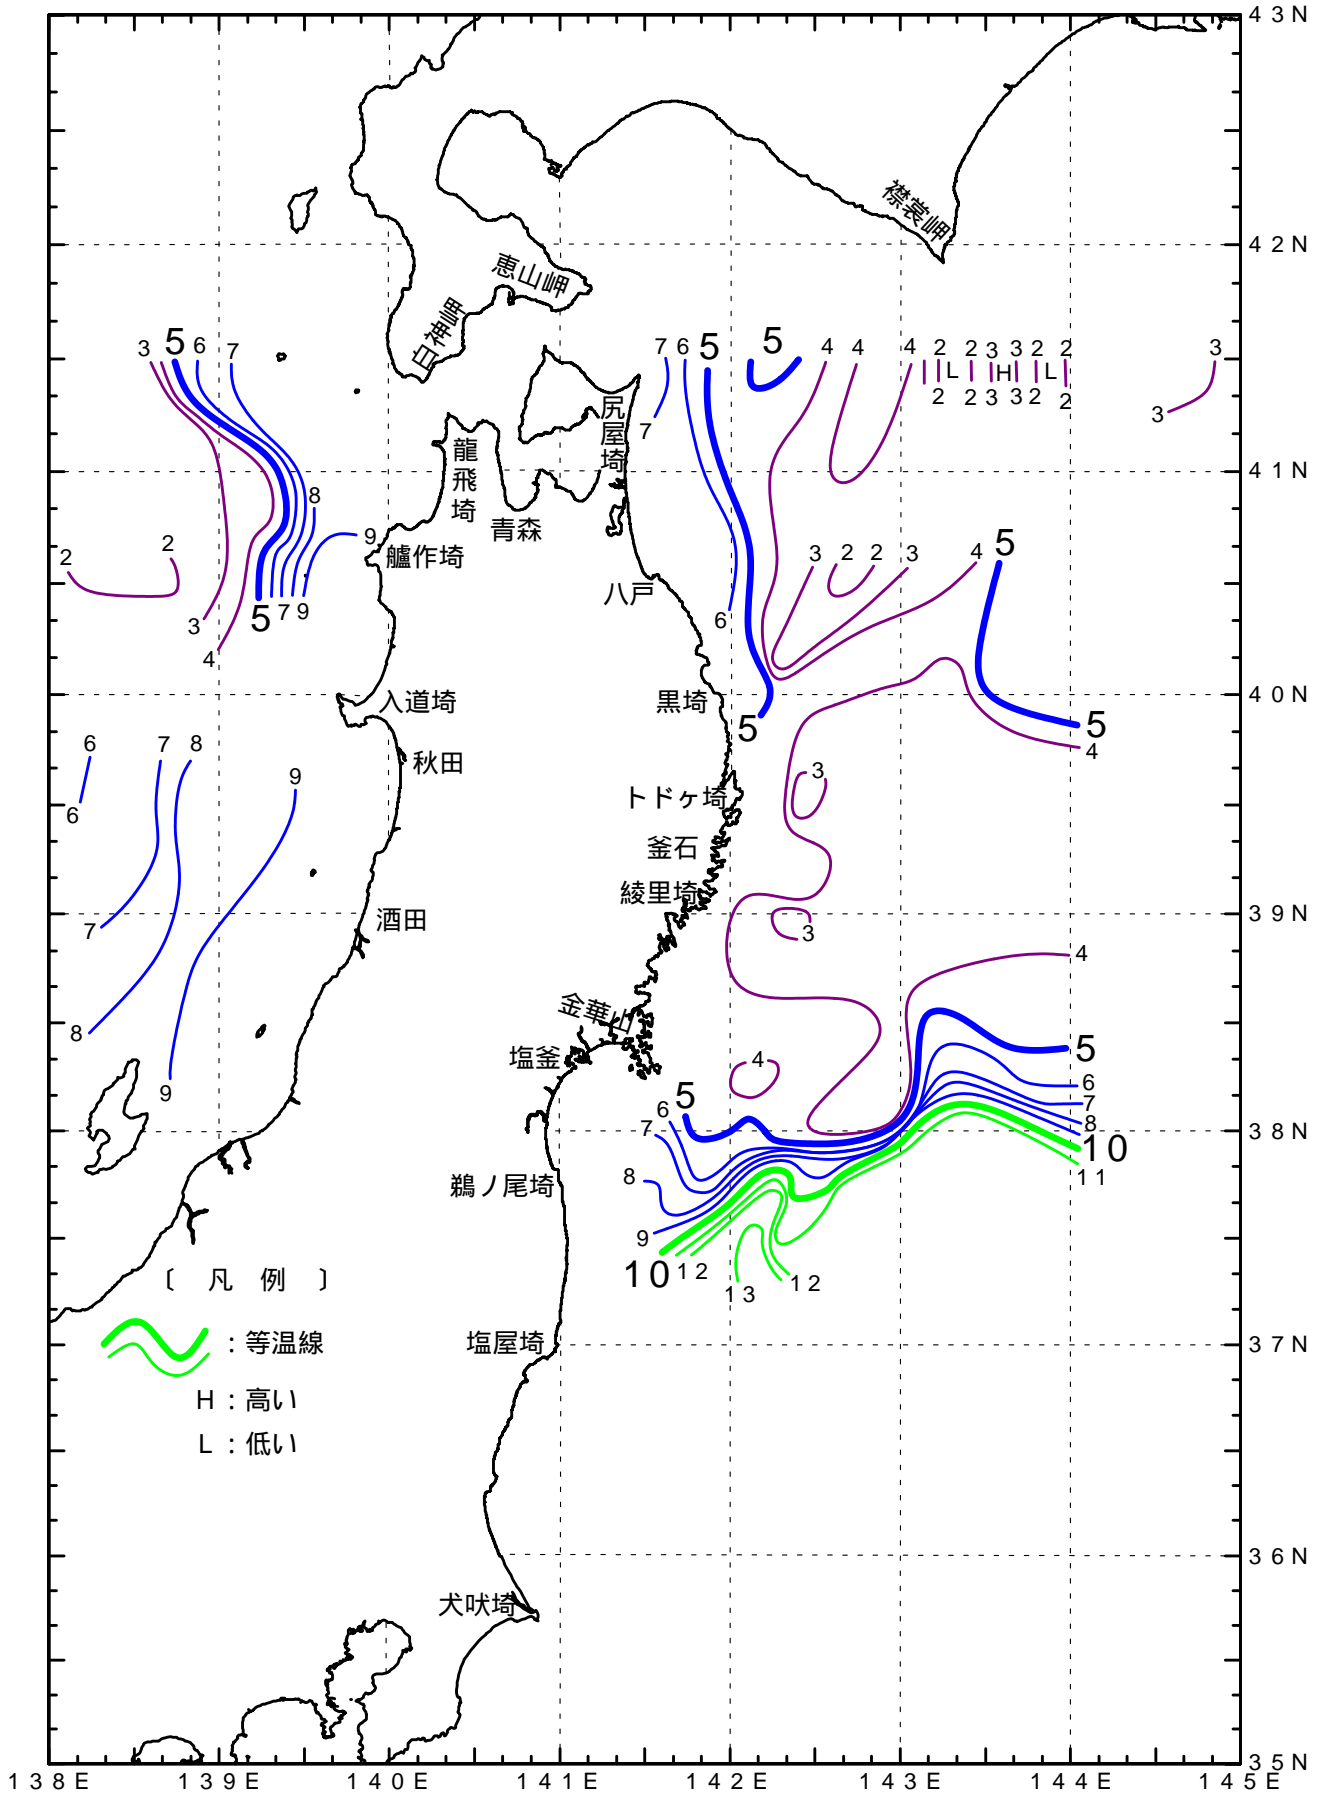 43N
襟裳岬
42N
恵山岬
白神岬
3 5 6 7
7 6 5 5 4 4 4 2 2 3 3 2 2 3
L H L
2 2 3 3 2 2
3
7
尻屋埼
龍飛埼
41N
8
青森
9
2 2
艫作埼
3 2 2 3 4 5
八戸
3 5 7 9
6
4
40N
入道埼
黒埼
5 5
4
6 7 8
秋田
9
3
6
トドヶ埼
釜石
綾里埼
39N
酒田
7
3
4
金華山
8
塩釜
4
5
9
6 5
6
7
7
8
38N
10
鵜ノ尾埼
8
11
9
10 12
12
13
〔 凡 例 〕
:等温線
塩屋埼
37N
H:高い
L:低い
36N
犬吠埼
35N
138E 139E 140E 141E 142E 143E 144E 145E